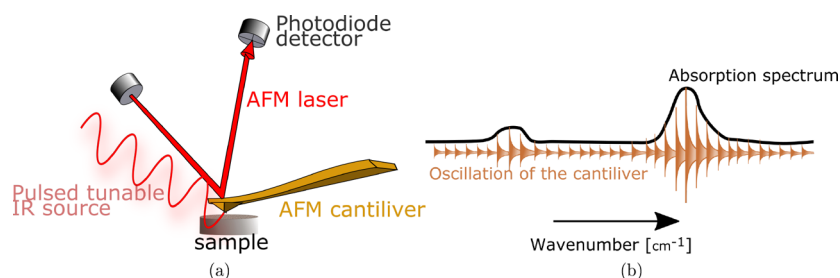 Photodiode
detector
AFM laser
Pulsed tunable
IR source
AFM cantiliver
sample
(a)
Absorption spectrum
Oscillation of the cantiliver
Wavenumber [cm-1]
(b)